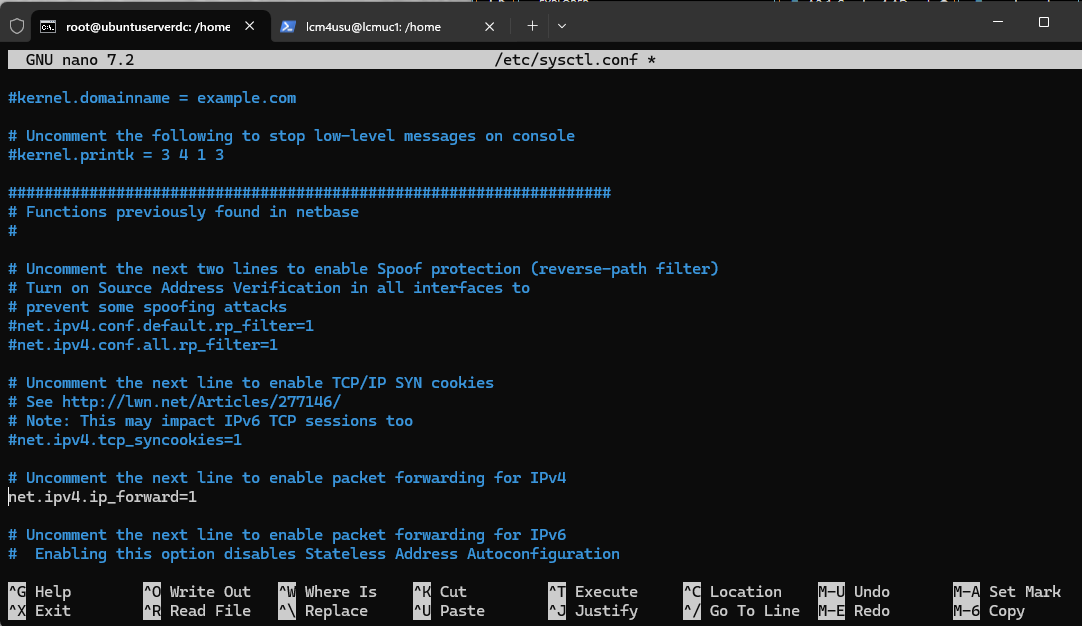 root@ubuntuserverdc: /home
lcm4usu@lcmuc1: /home
GNU nano 7.2 /etc/sysctl.conf *
#kernel.domainname = example.com
# Uncomment the following to stop low-level messages on console
#kernel.printk = 3 4 1 3
###################################################################
# Functions previously found in netbase
#
# Uncomment the next two lines to enable Spoof protection (reverse-path filter)
# Turn on Source Address Verification in all interfaces to
# prevent some spoofing attacks
#net.ipv4.conf.default.rp_filter=1
#net.ipv4.conf.all.rp_filter=1
# Uncomment the next line to enable TCP/IP SYN cookies
# See http://lwn.net/Articles/277146/
# Note: This may impact IPv6 TCP sessions too
#net.ipv4.tcp_syncookies=1
# Uncomment the next line to enable packet forwarding for IPv4
net.ipv4.ip_forward=1
# Uncomment the next line to enable packet forwarding for IPv6
#  Enabling this option disables Stateless Address Autoconfiguration
^G Help ^O Write Out ^W Where Is ^K Cut ^T Execute ^C Location M-U Undo M-A Set Mark
^X Exit ^R Read File ^\ Replace ^U Paste ^J Justify ^/ Go To Line M-E Redo M-6 Copy